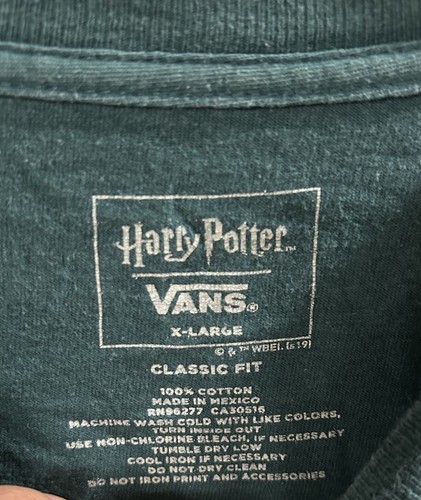 Harry Potter™
VANS®
X-LARGE
© & ™ WBEI. (s19)
CLASSIC FIT
100% COTTON
MADE IN MEXICO
RN96277 CA30516
MACHINE WASH COLD WITH LIKE COLORS,
TURN INSIDE OUT
USE NON-CHLORINE BLEACH, IF NECESSARY
TUMBLE DRY LOW
COOL IRON IF NECESSARY
DO NOT DRY CLEAN
DO NOT IRON PRINT AND ACCESSORIES